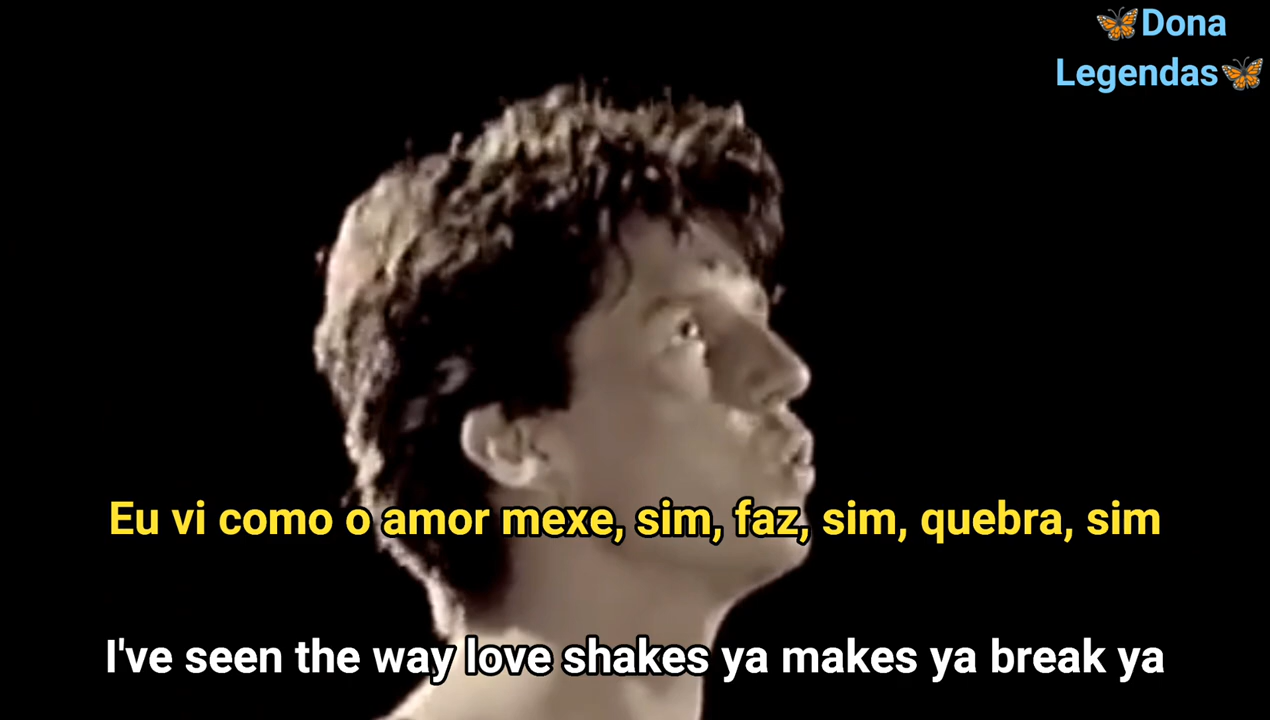 🦋Dona
Legendas🦋
Eu vi como o amor mexe, sim, faz, sim, quebra, sim
I've seen the way love shakes ya makes ya break ya